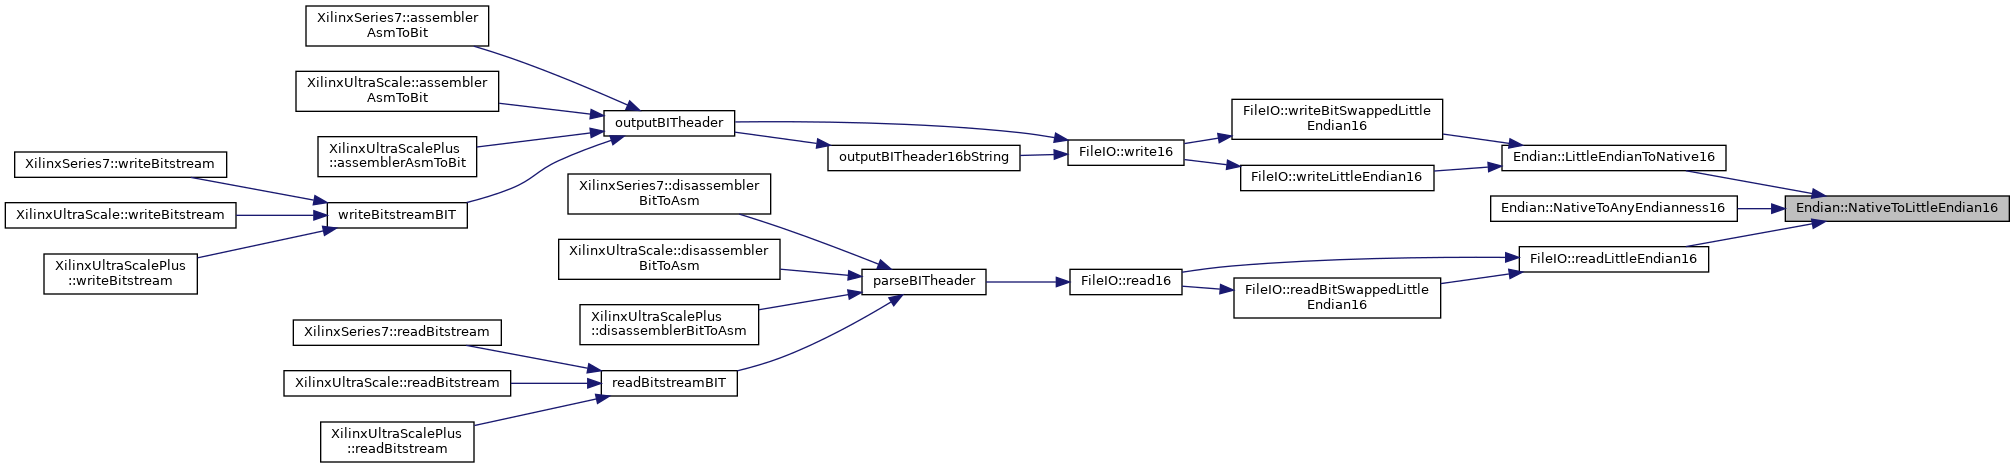 XilinxSeries7::assembler
AsmToBit
XilinxUltraScale::assembler
AsmToBit
XilinxUltraScalePlus
::assemblerAsmToBit
XilinxSeries7::writeBitstream
XilinxUltraScale::writeBitstream
XilinxUltraScalePlus
::writeBitstream
writeBitstreamBIT
outputBITheader
outputBITheader16bString
FileIO::write16
FileIO::writeBitSwappedLittle
Endian16
FileIO::writeLittleEndian16
Endian::LittleEndianToNative16
Endian::NativeToAnyEndianness16
Endian::NativeToLittleEndian16
XilinxSeries7::disassembler
BitToAsm
XilinxUltraScale::disassembler
BitToAsm
XilinxUltraScalePlus
::disassemblerBitToAsm
parseBITheader
FileIO::read16
FileIO::readLittleEndian16
FileIO::readBitSwappedLittle
Endian16
XilinxSeries7::readBitstream
XilinxUltraScale::readBitstream
XilinxUltraScalePlus
::readBitstream
readBitstreamBIT